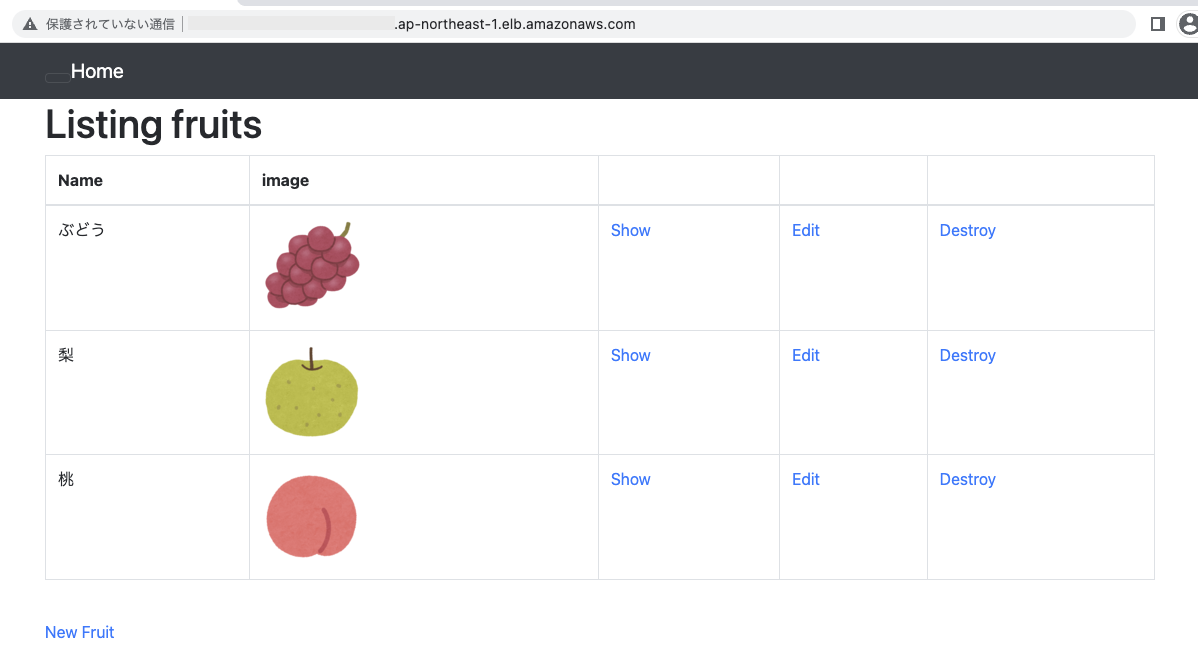 保護されていない通信 .ap-northeast-1.elb.amazonaws.com
Home
Listing fruits
Name image
ぶどう Show Edit Destroy
梨 Show Edit Destroy
桃 Show Edit Destroy
New Fruit